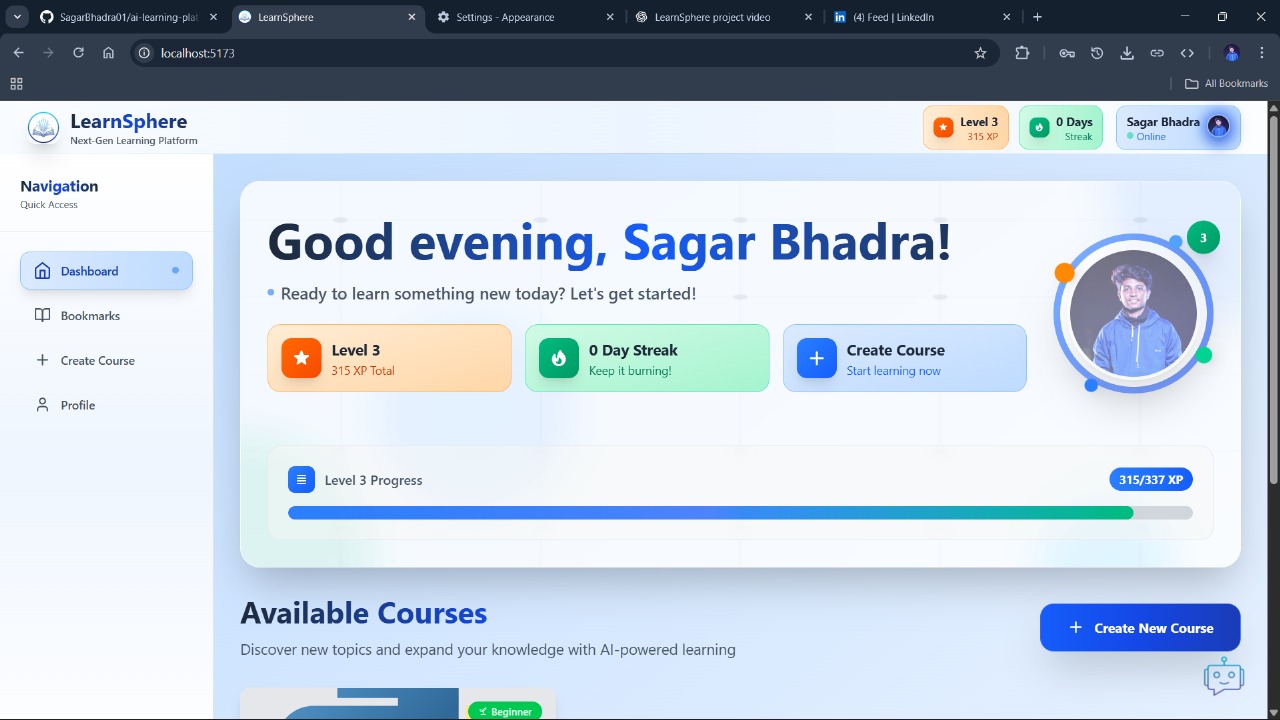 SagarBhadra01/ai-learning-plat
LearnSphere
Settings - Appearance
LearnSphere project video
(4) Feed | LinkedIn
localhost:5173
All Bookmarks
LearnSphere
Next-Gen Learning Platform
Level 3
315 XP
0 Days
Streak
Sagar Bhadra
Online
Navigation
Quick Access
Dashboard
Bookmarks
Create Course
Profile
Good evening, Sagar Bhadra!
Ready to learn something new today? Let's get started!
3
Level 3
315 XP Total
0 Day Streak
Keep it burning!
Create Course
Start learning now
Level 3 Progress
315/337 XP
Available Courses
Discover new topics and expand your knowledge with AI-powered learning
+ Create New Course
Beginner